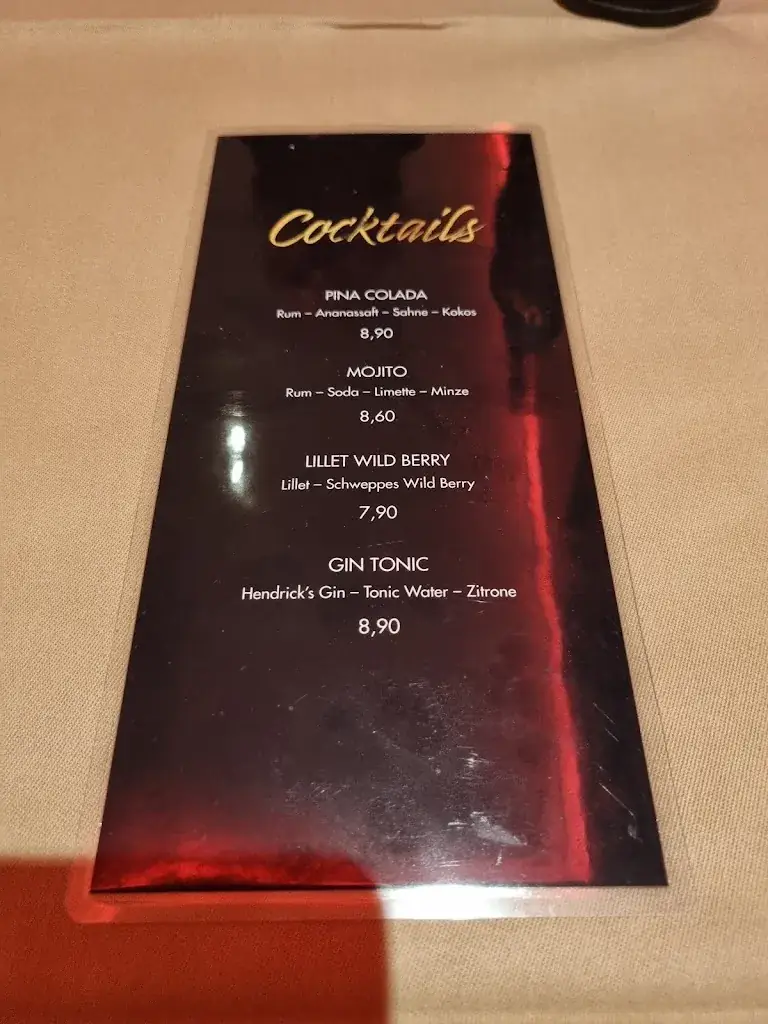 Cocktails
PINA COLADA
Rum – Ananassaft – Sahne – Kokos
8,90
MOJITO
Rum – Soda – Limette – Minze
8,60
LILLET WILD BERRY
Lillet – Schweppes Wild Berry
7,90
GIN TONIC
Hendrick's Gin – Tonic Water – Zitrone
8,90